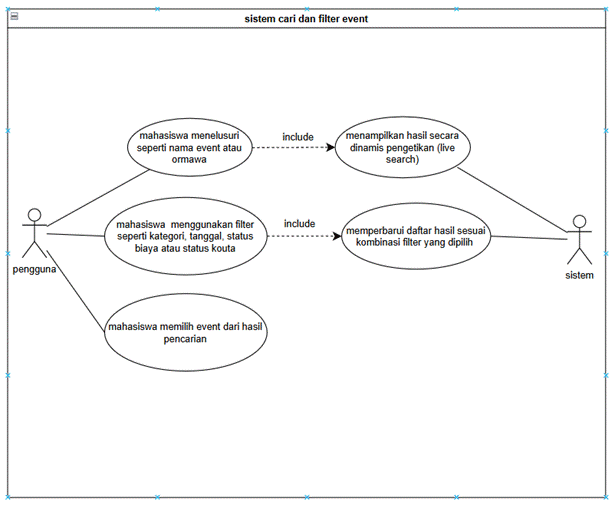 sistem cari dan filter event
mahasiswa menelusuri
seperti nama event atau
ormawa
include
menampilkan hasil secara
dinamis pengetikan (live
search)
mahasiswa menggunakan filter
seperti kategori, tanggal, status
biaya atau status kouta
include
memperbarui daftar hasil sesuai
kombinasi filter yang dipilih
pengguna
sistem
mahasiswa memilih event dari hasil
pencarian